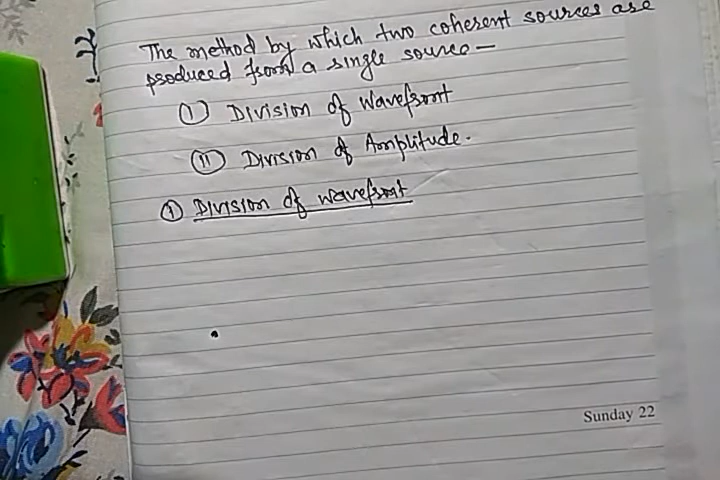 The method by which two coherent sources are
produced from a single source—
(I) Division of Wavefront
(II) Division of Amplitude.
(I) Division of wavefront
Sunday 22